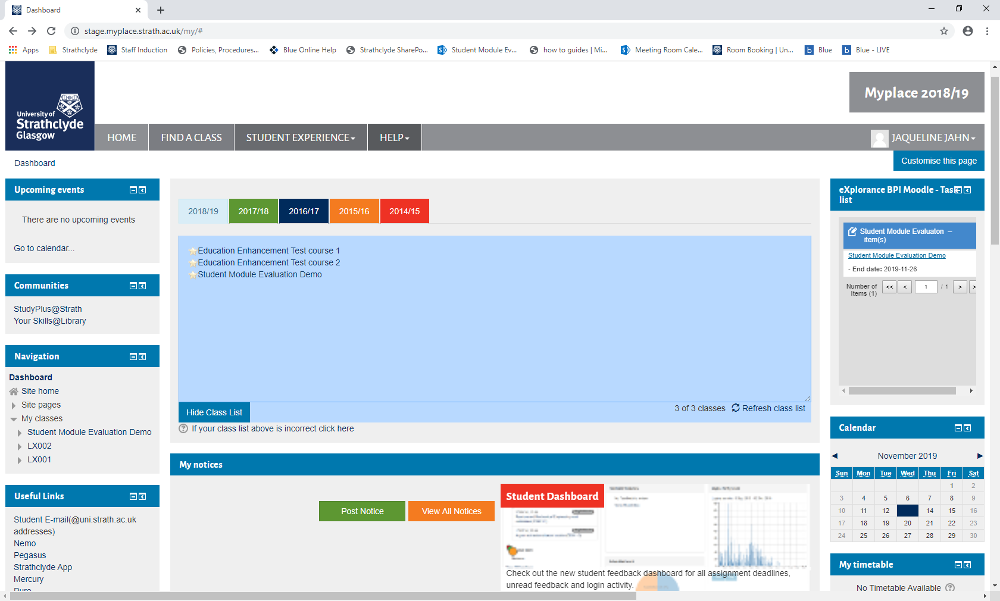 Dashboard
stage.myplace.strath.ac.uk/my/#
Apps
Strathclyde
Staff Induction
Policies, Procedures...
Blue Online Help
Strathclyde SharePo...
Student Module Ev...
how to guides | Mi...
Meeting Room Cale...
Room Booking | Un...
Blue
Blue - LIVE
University of
Strathclyde
Glasgow
Myplace 2018/19
HOME
FIND A CLASS
STUDENT EXPERIENCE
HELP
JAQUELINE JAHN
Dashboard
Customise this page
Upcoming events
There are no upcoming events
Go to calendar...
Communities
StudyPlus@Strath
Your Skills@Library
Navigation
Dashboard
Site home
Site pages
My classes
Student Module Evaluation Demo
LX002
LX001
Useful Links
Student E-mail(@uni.strath.ac.uk
addresses)
Nemo
Pegasus
Strathclyde App
Mercury
Pure
2018/19
2017/18
2016/17
2015/16
2014/15
Education Enhancement Test course 1
Education Enhancement Test course 2
Student Module Evaluation Demo
Hide Class List
3 of 3 classes
Refresh class list
If your class list above is incorrect click here
My notices
Post Notice
View All Notices
Student Dashboard
Check out the new student feedback dashboard for all assignment deadlines,
unread feedback and login activity.
eXplorance BPI Moodle - Task
list
Student Module Evaluaton –
item(s)
Student Module Evaluation Demo
- End date: 2019-11-26
Number of
Items (1)
<< < 1 / 1 > >
Calendar
November 2019
Sun Mon Tue Wed Thu Fri Sat
1 2
3 4 5 6 7 8 9
10 11 12 14 15 16
17 18 19 20 21 22 23
24 25 26 27 28 29 30
My timetable
No Timetable Available